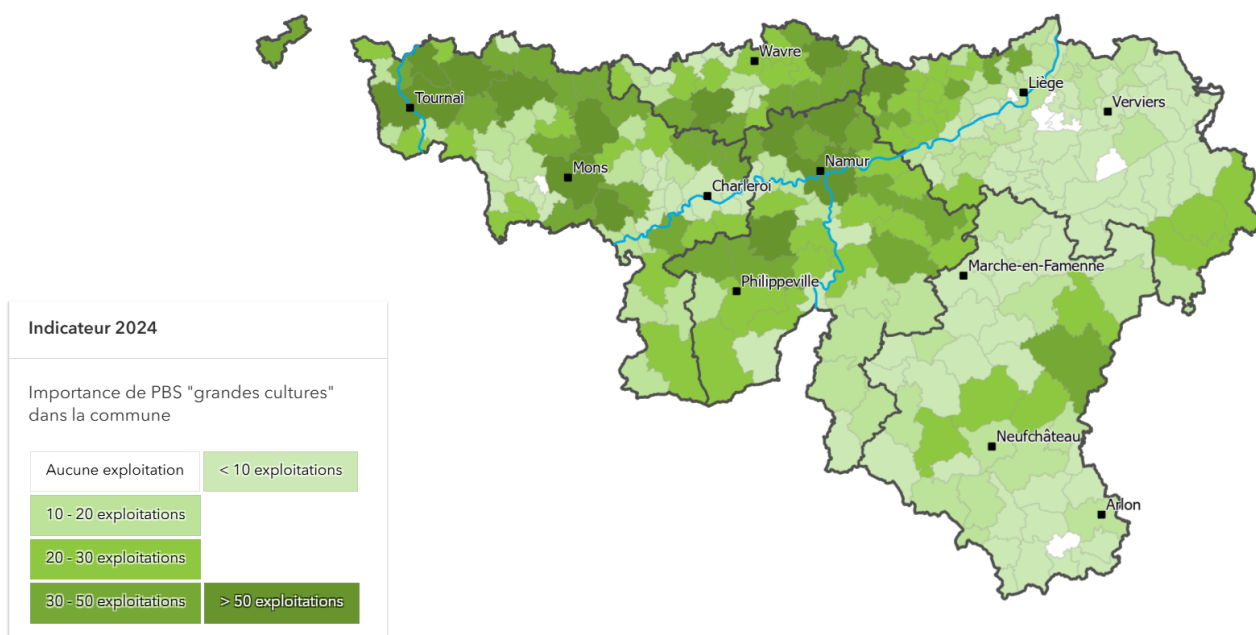 Wavre
Liège
Tournai
Verviers
Mons
Namur
Charleroi
Marche-en-Famenne
Philippeville
Indicateur 2024
Importance de PBS "grandes cultures"
dans la commune
Aucune exploitation
< 10 exploitations
10 - 20 exploitations
20 - 30 exploitations
30 - 50 exploitations
> 50 exploitations
Neufchâteau
Arlon